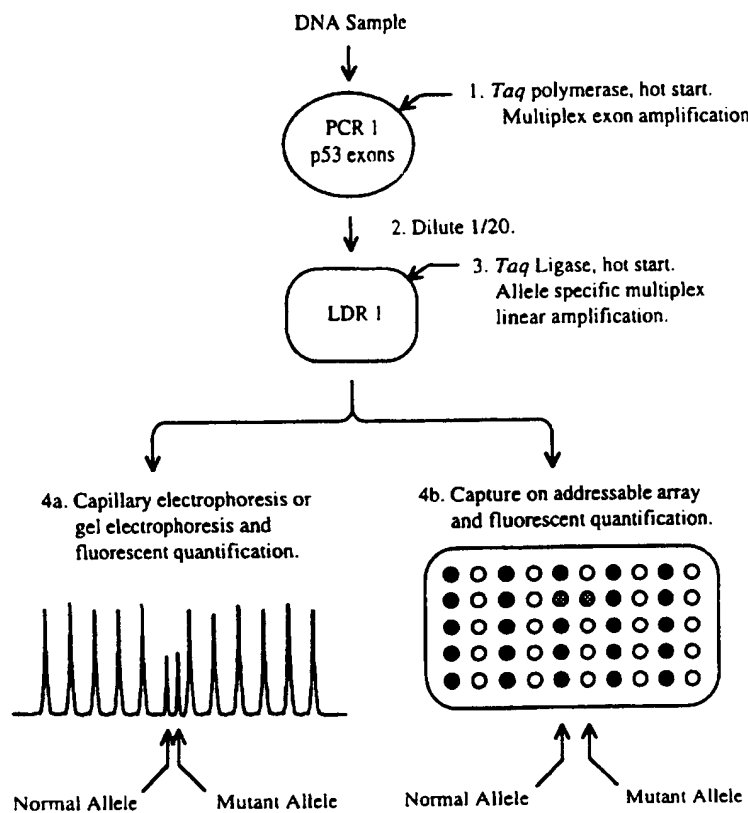 DNA Sample
1. Taq polymerase, hot start.
Multiplex exon amplification
PCR 1
p53 exons
2. Dilute 1/20.
3. Taq Ligase, hot start.
Allele specific multiplex
linear amplification.
LDR 1
4a. Capillary electrophoresis or
gel electrophoresis and
fluorescent quantification.
4b. Capture on addressable array
and fluorescent quantification.
Normal Allele
Mutant Allele
Normal Allele
Mutant Allele